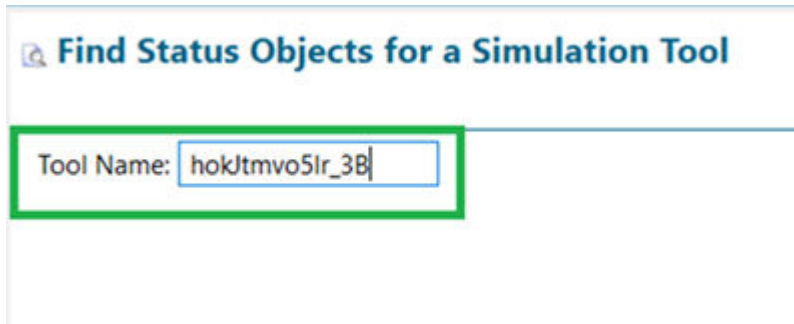 Find Status Objects for a Simulation Tool
Tool Name: hokJtmvo5lr_3B